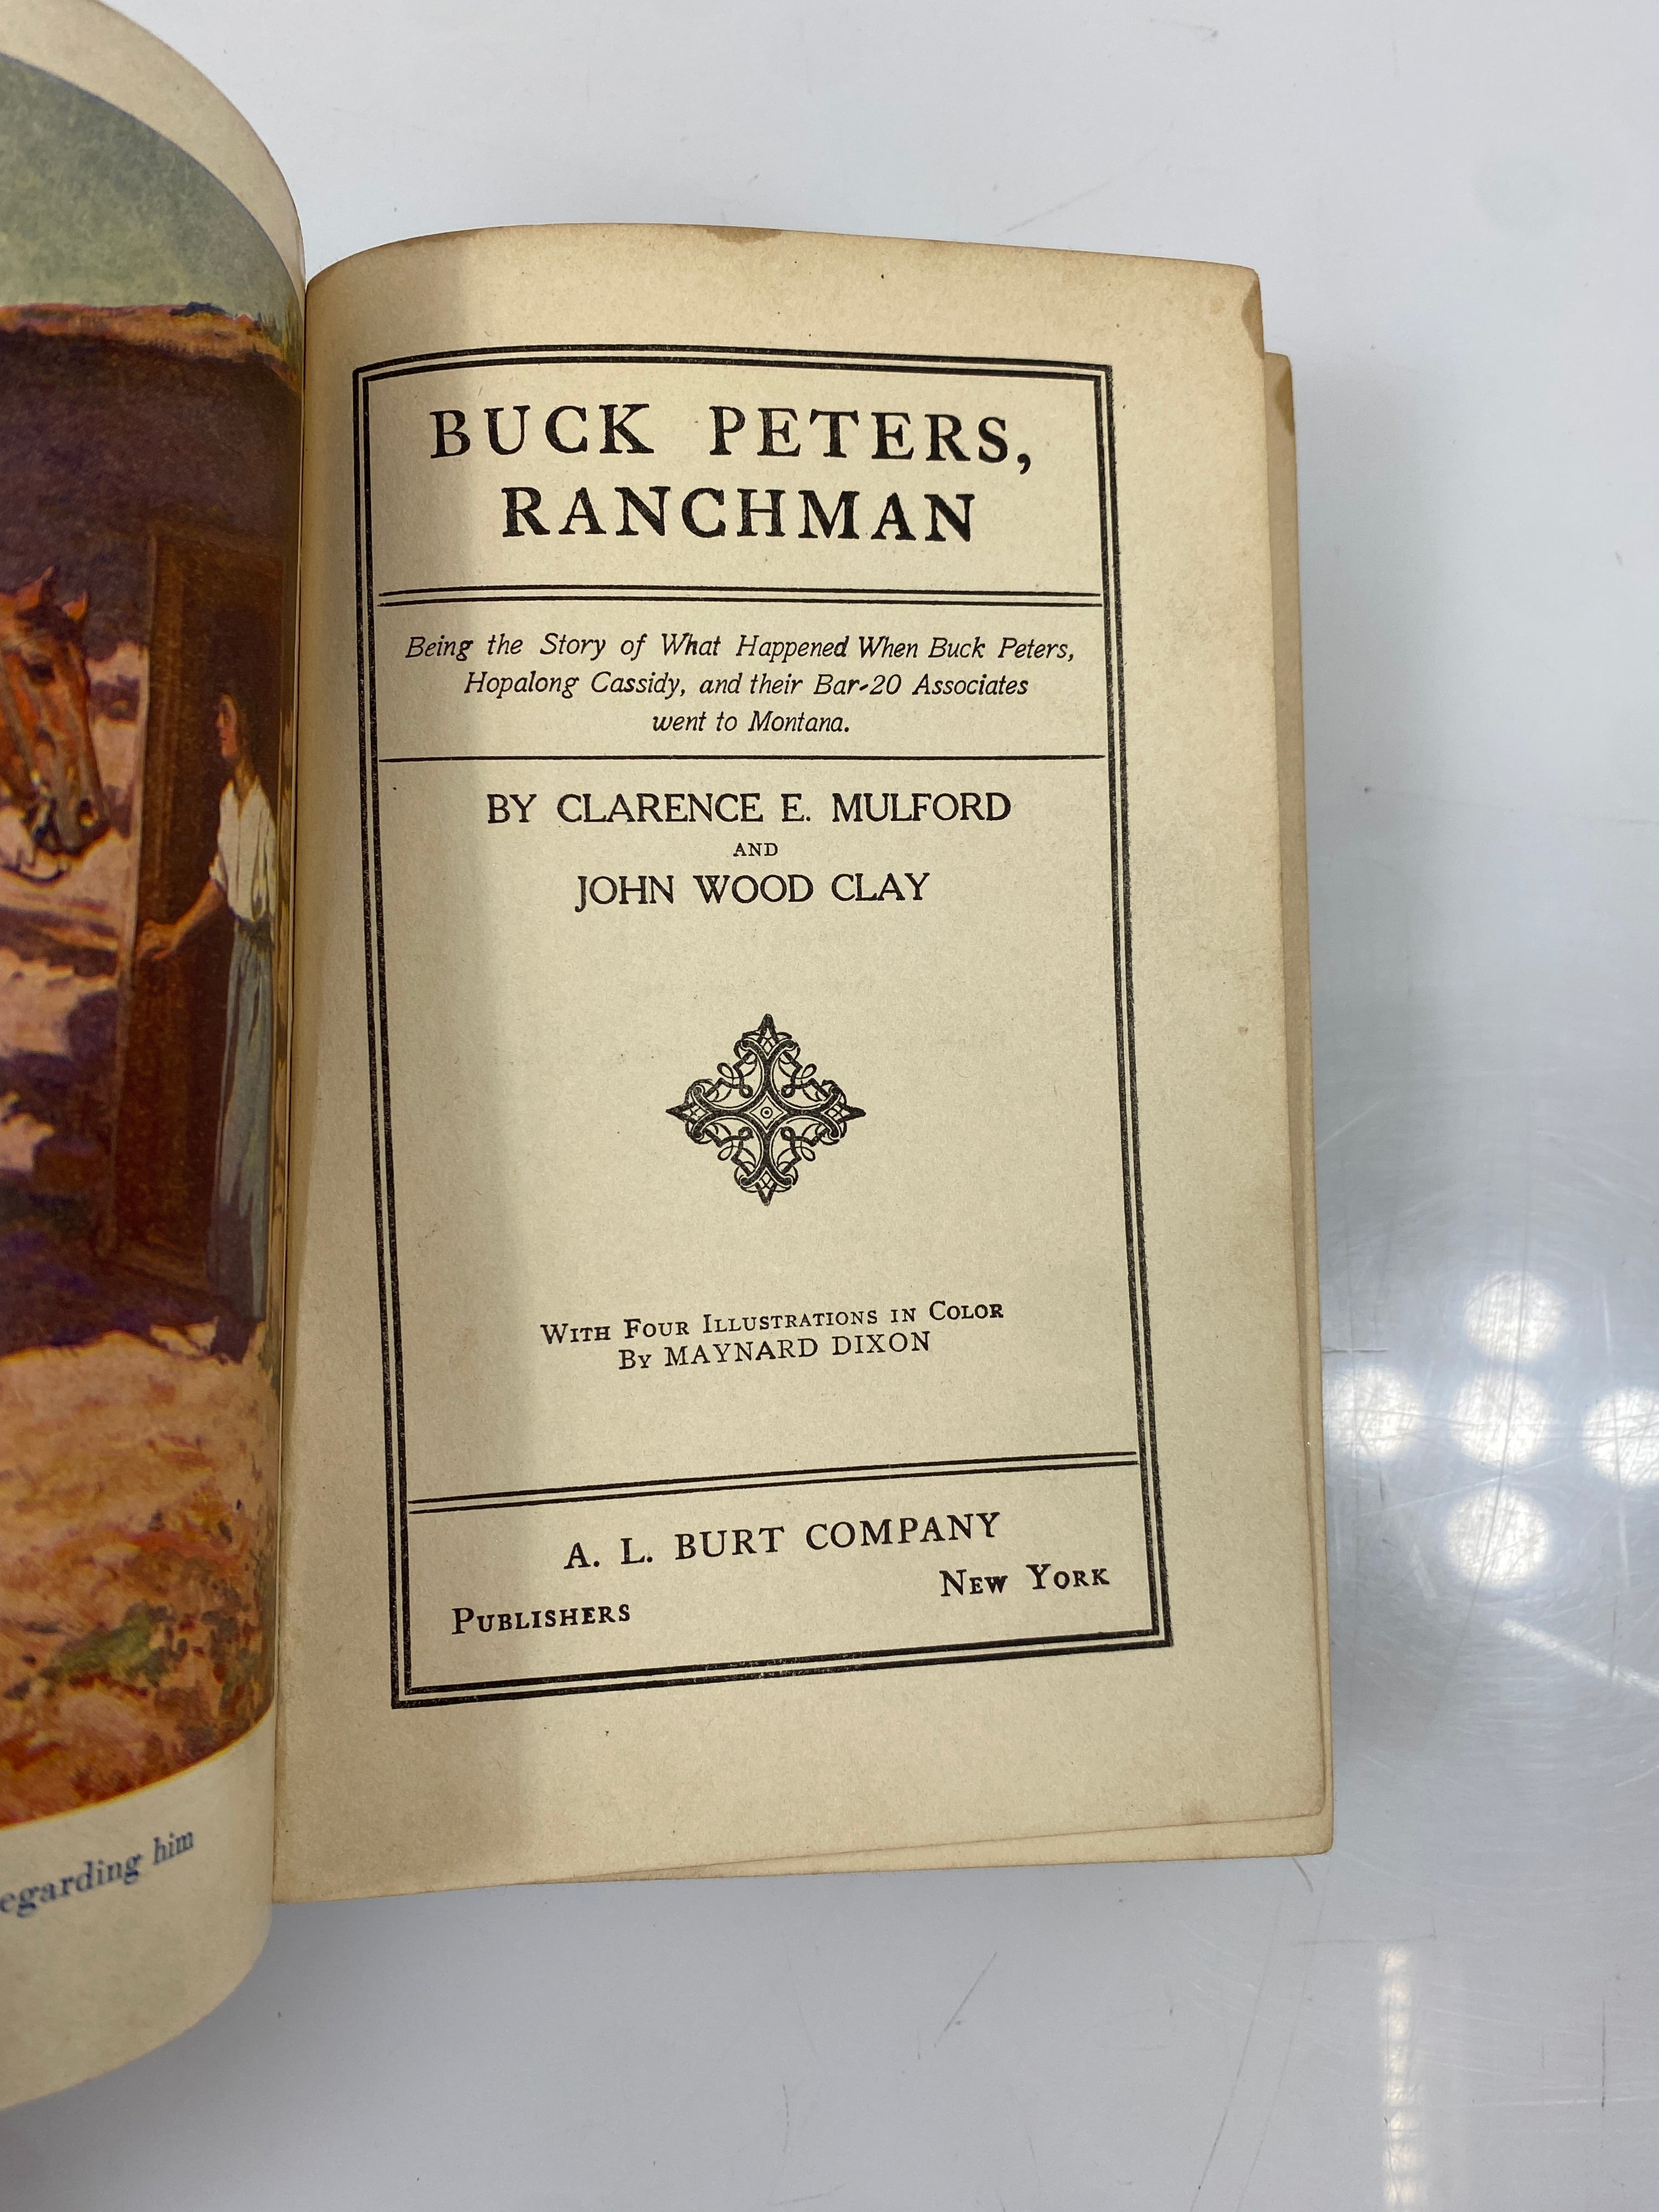 egarding him
BUCK PETERS,
RANCHMAN
Being the Story of What Happened When Buck Peters,
Hopalong Cassidy, and their Bar-20 Associates
went to Montana.
BY CLARENCE E. MULFORD
AND
JOHN WOOD CLAY
WITH FOUR ILLUSTRATIONS IN COLOR
BY MAYNARD DIXON
A. L. BURT COMPANY
PUBLISHERS NEW YORK